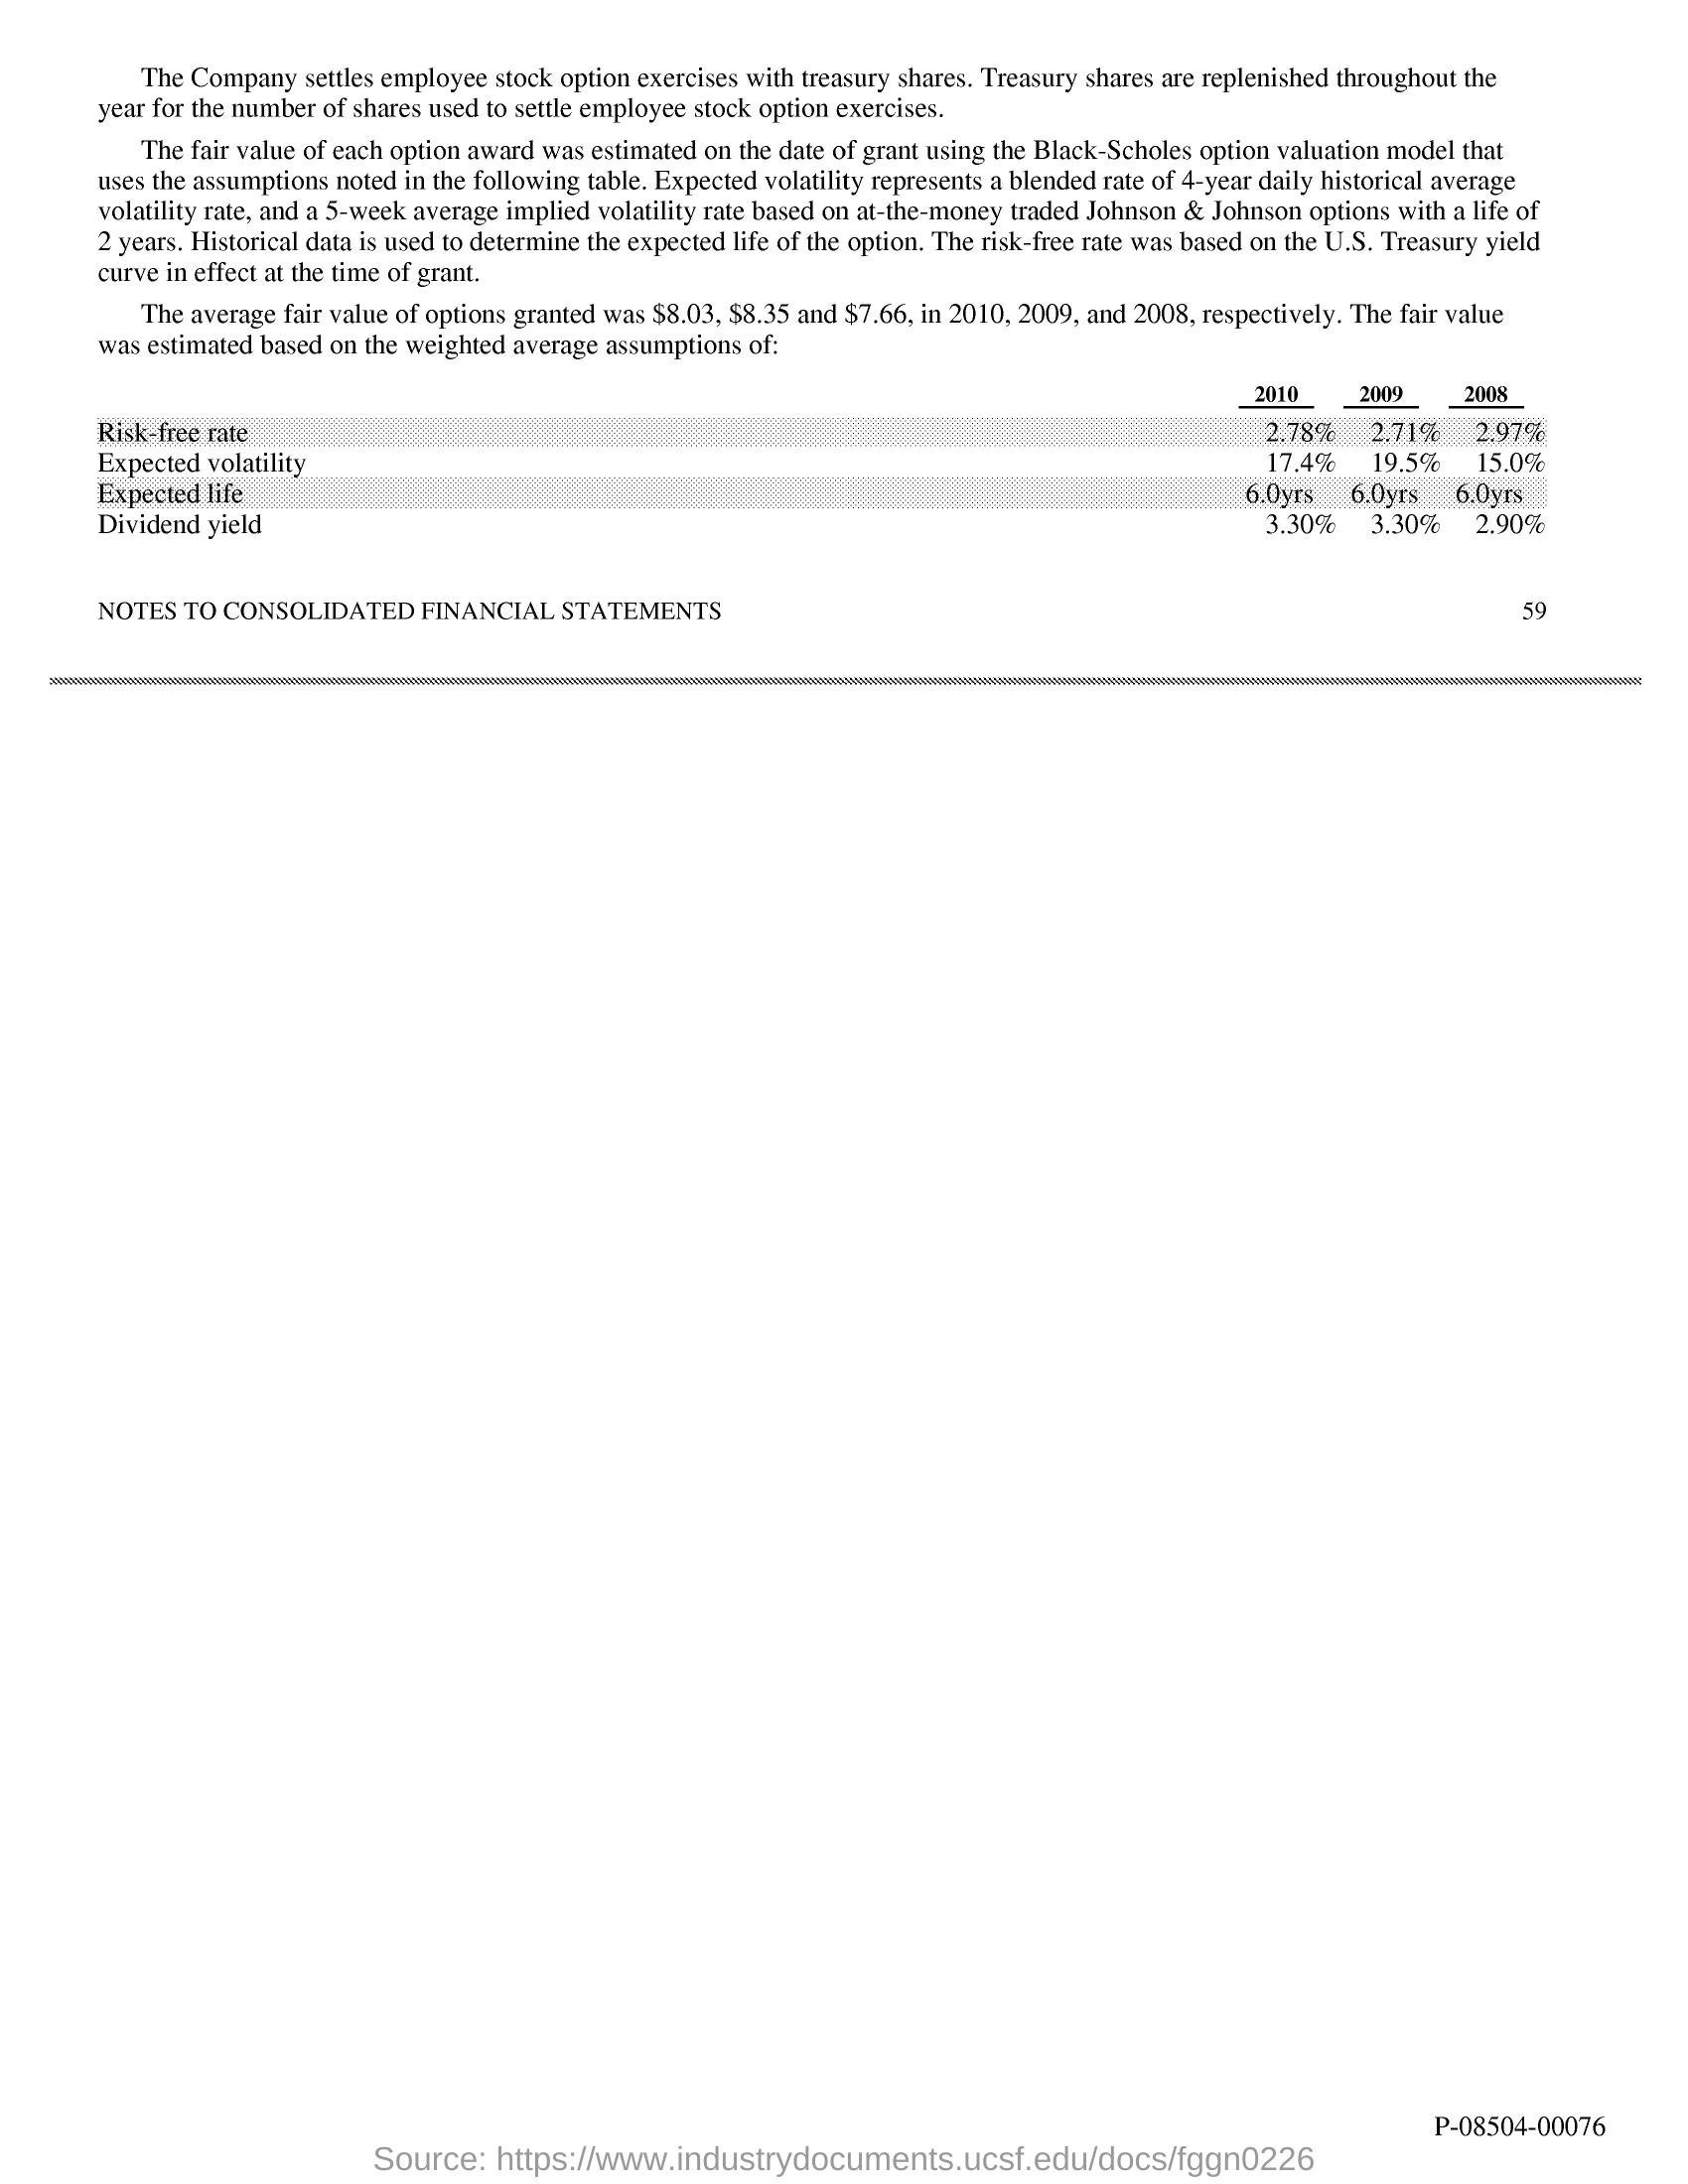 The Company settles employee stock option exercises with treasury shares. Treasury shares are replenished throughout the
year for the number of shares used to settle employee stock option exercises.
The fair value of each option award was estimated on the date of grant using the Black-Scholes option valuation model that
uses the assumptions noted in the following table. Expected volatility represents a blended rate of 4-year daily historical average
volatility rate, and a 5-week average implied volatility rate based on at-the-money traded Johnson & Johnson options with a life of
2 years. Historical data is used to determine the expected life of the option. The risk-free rate was based on the U.S. Treasury yield
curve in effect at the time of grant.
The average fair value of options granted was $8.03, $8.35 and $7.66, in 2010, 2009, and 2008, respectively. The fair value
was estimated based on the weighted average assumptions of:
2010 2009 2008
Risk-free rate 2.78% 2.71% 2.97%
Expected volatility 17.4% 19.5% 15.0%
Expected life 6.0yrs 6.0yrs 6.0yrs
Dividend yield 3.30% 3.30% 2.90%
NOTES TO CONSOLIDATED FINANCIAL STATEMENTS 59
P-08504-00076
Source: https://www.industrydocuments.ucsf.edu/docs/fggn0226